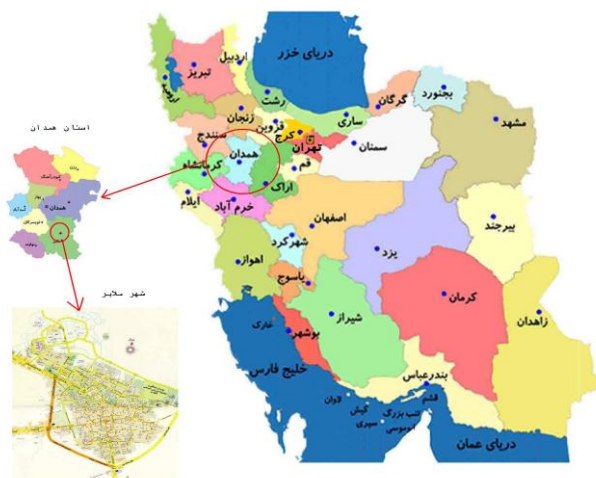 دریای خزر
اردبیل
تبریز
ارومیه
رشت
گرگان
بجنورد
زنجان
ساری
مشهد
قزوین
کرج
تهران
سمنان
سنندج
همدان
قم
کرمانشاه
اراک
ایلام
خرم آباد
اصفهان
بیرجند
شهرکرد
یزد
اهواز
یاسوج
کرمان
زاهدان
شیراز
خارک
بوشهر
خلیج فارس
بندرعباس
قشم
لاوان
کیش
تنب بزرگ
سیری
ابوموسی
دریای عمان
استان همدان
همدان
شهر ملایر